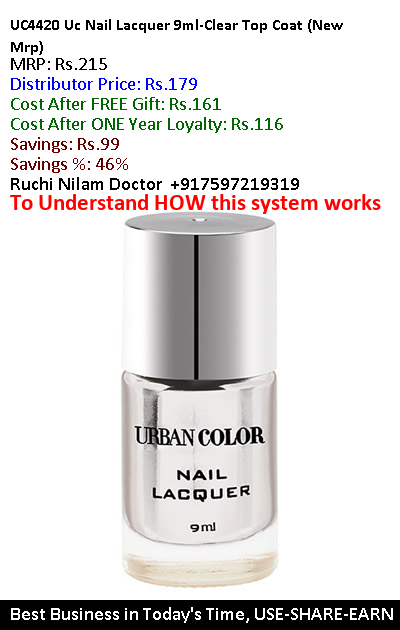 UC4420 Uc Nail Lacquer 9ml-Clear Top Coat (New
Mrp)
MRP: Rs.215
Distributor Price: Rs.179
Cost After FREE Gift: Rs.161
Cost After ONE Year Loyalty: Rs.116
Savings: Rs.99
Savings %: 46%
Ruchi Nilam Doctor +917597219319
To Understand HOW this system works
URBAN COLOR
NAIL
LACQUER
9ml
Best Business in Today's Time, USE-SHARE-EARN